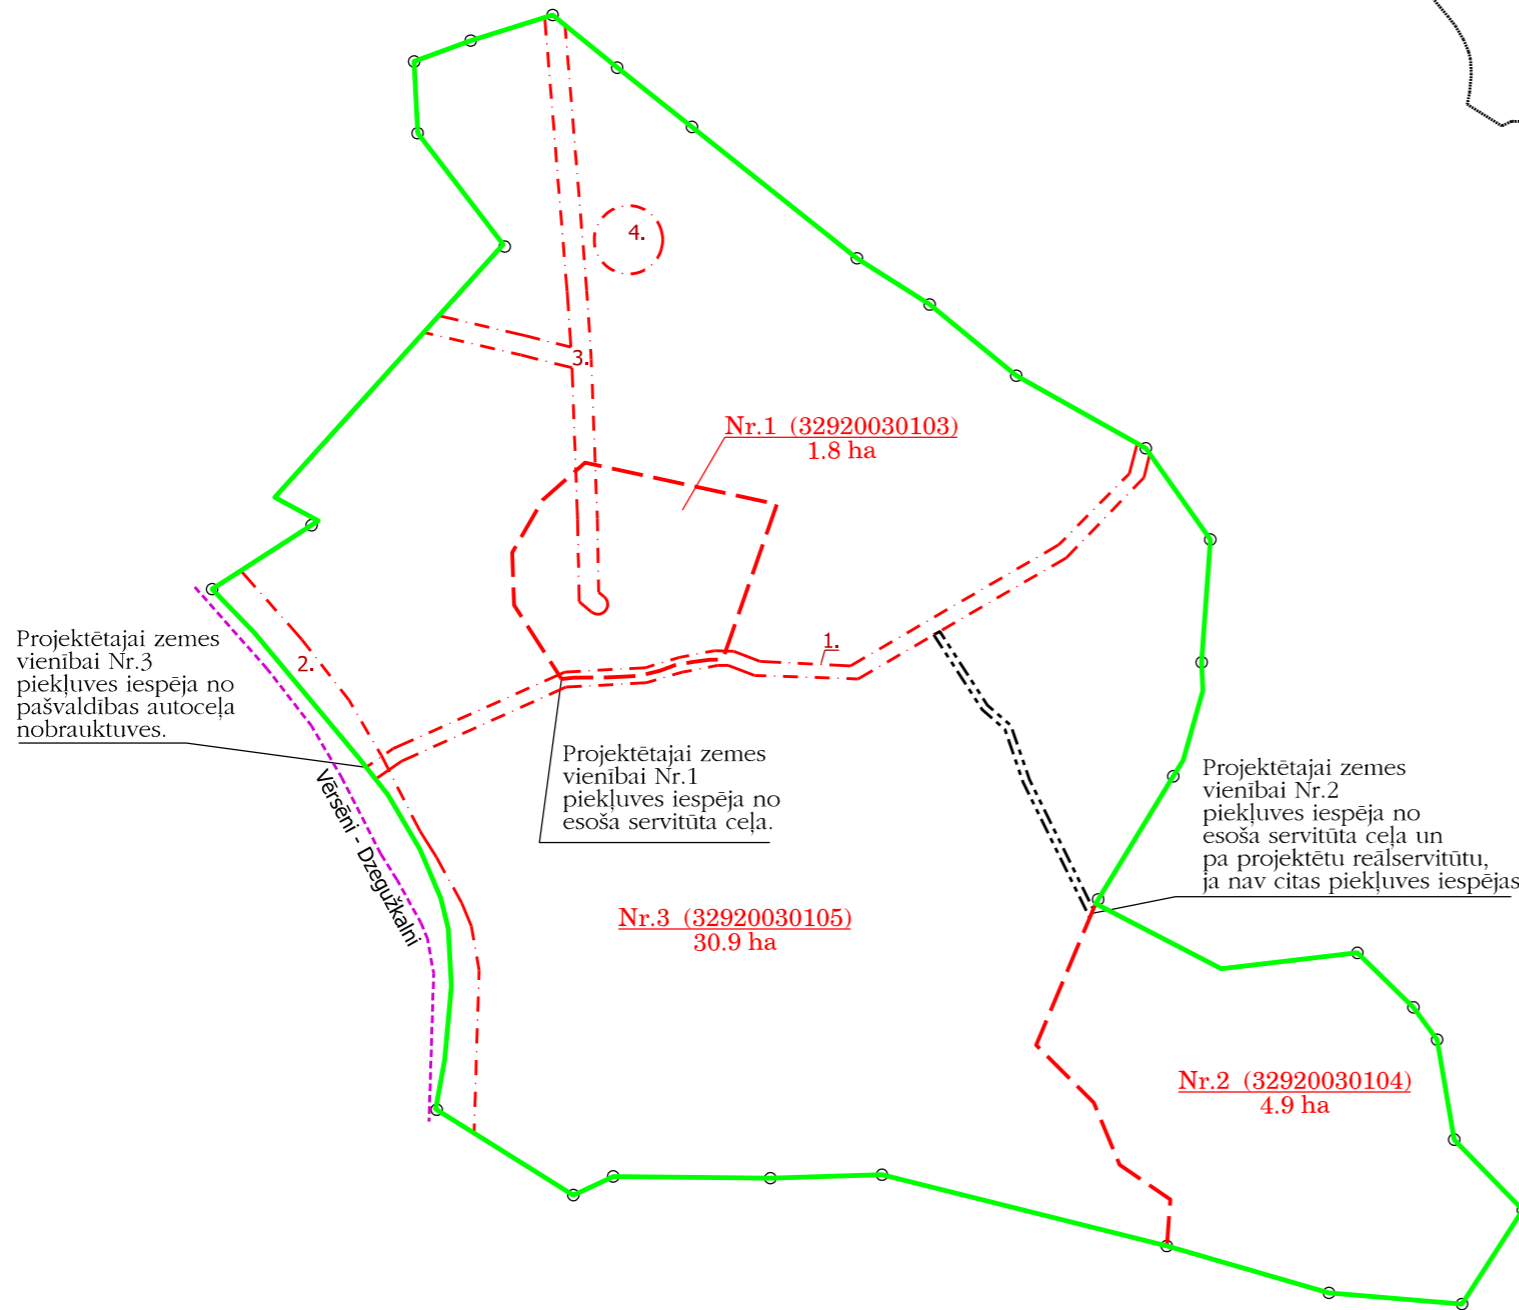 4.
3.
Nr.1 (32920030103)
1.8 ha
1.
2.
Projektētajai zemes
vienībai Nr.3
piekļuves iespēja no
pašvaldības autoceļa
nobrauktuves.
Vērsēni - Dzegužkalni
Projektētajai zemes
vienībai Nr.1
piekļuves iespēja no
esoša servitūta ceļa.
Projektētajai zemes
vienībai Nr.2
piekļuves iespēja no
esoša servitūta ceļa un
pa projektētu reālservitūtu,
ja nav citas piekļuves iespējas
Nr.3 (32920030105)
30.9 ha
Nr.2 (32920030104)
4.9 ha